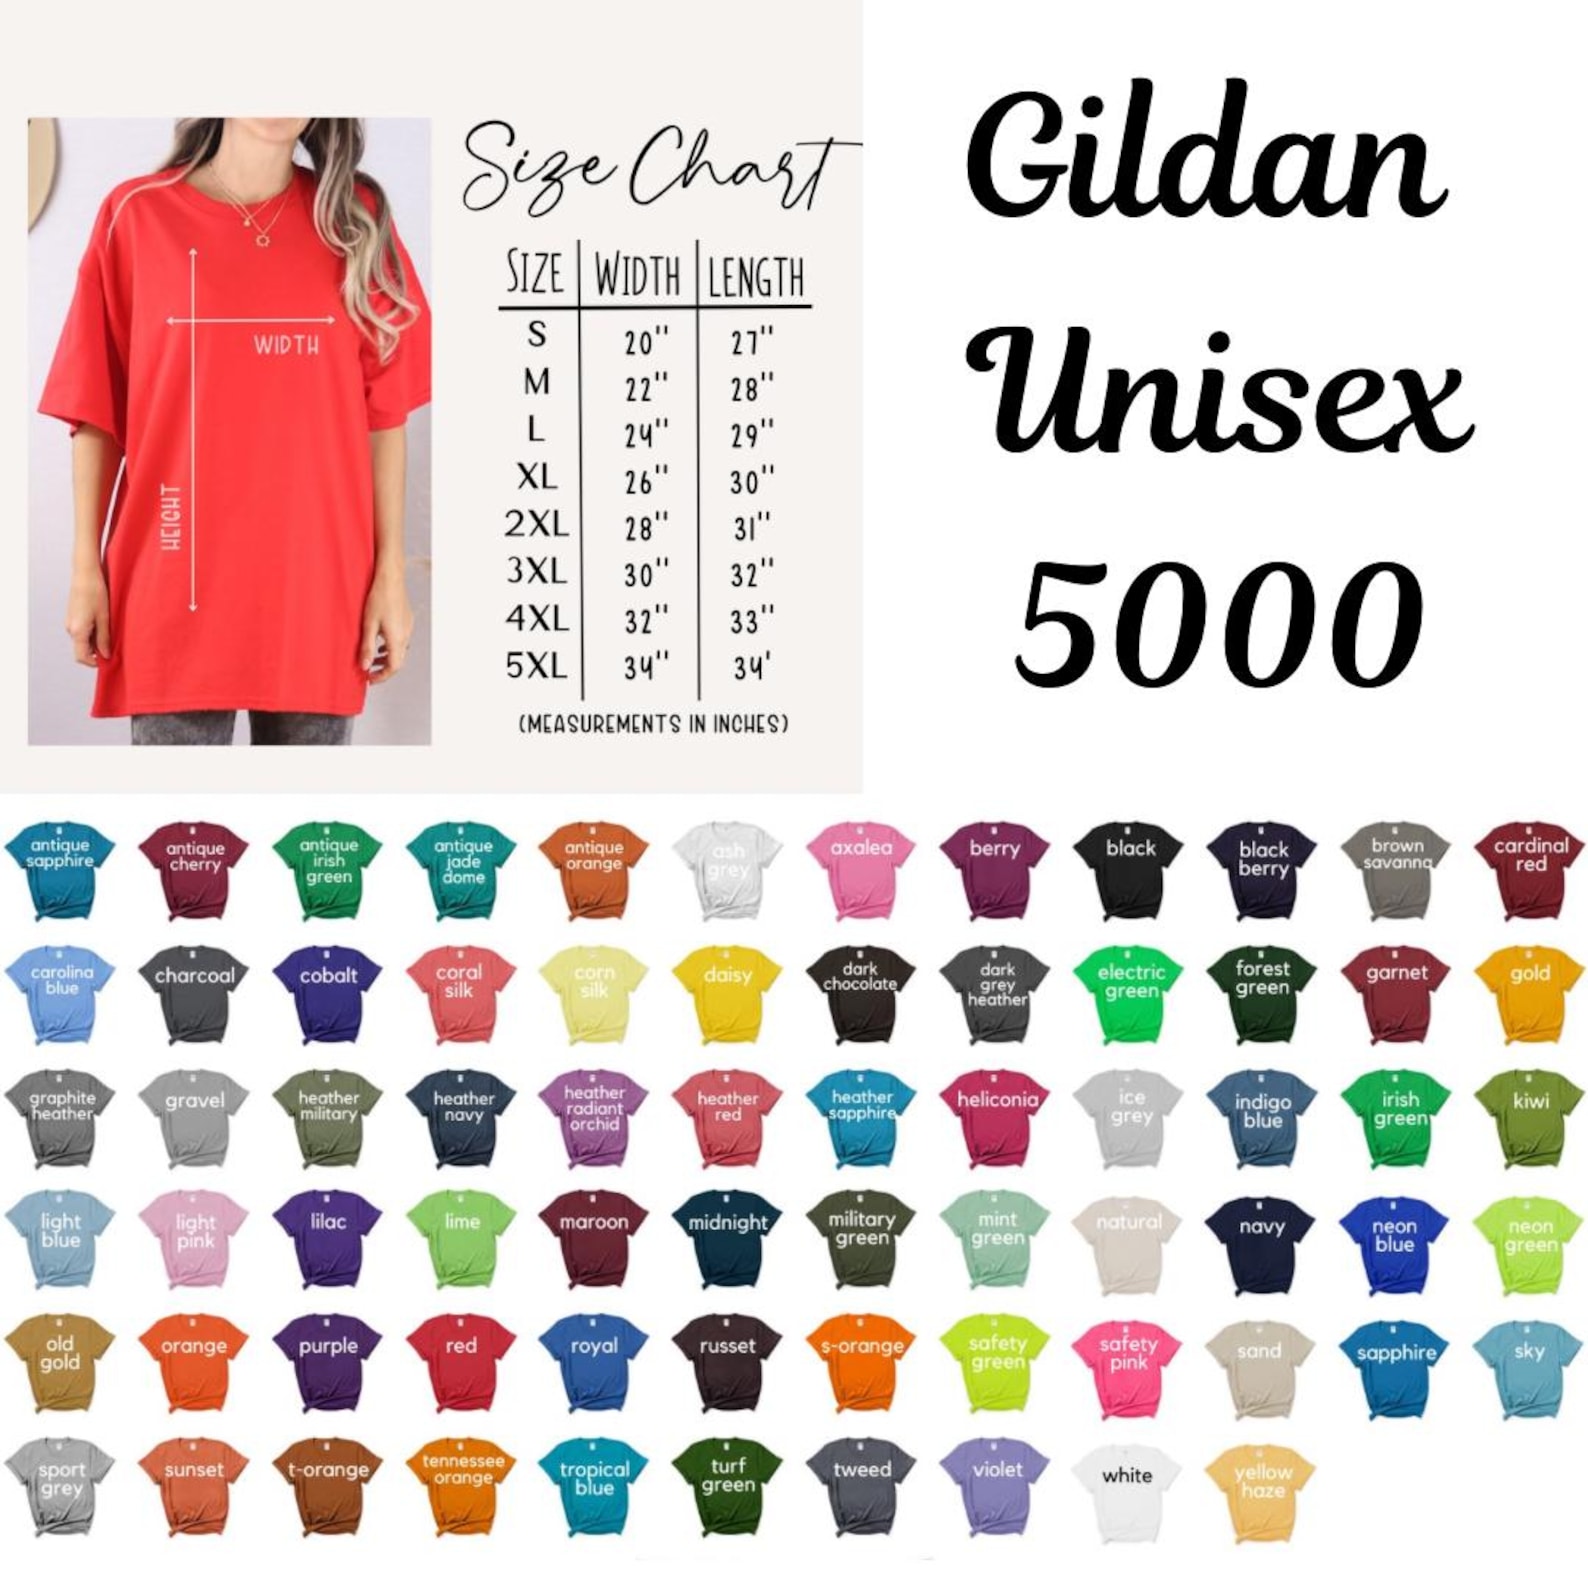 Size Chart
SIZE WIDTH LENGTH
S 20" 27"
M 22" 28"
L 24" 29"
XL 26" 30"
2XL 28" 31"
3XL 30" 32"
4XL 32" 33"
5XL 34" 34'
(MEASUREMENTS IN INCHES)
WIDTH
HEIGHT
Gildan
Unisex
5000
antique
sapphire
antique
cherry
antique
irish
green
antique
jade
dome
antique
orange
ash
grey
axalea
berry
black
black
berry
brown
savanna
cardinal
red
carolina
blue
charcoal
cobalt
coral
silk
corn
silk
daisy
dark
chocolate
dark
grey
heather
electric
green
forest
green
garnet
gold
graphite
heather
gravel
heather
military
heather
navy
heather
radiant
orchid
heather
red
heather
sapphire
heliconia
ice
grey
indigo
blue
irish
green
kiwi
light
blue
light
pink
lilac
lime
maroon
midnight
military
green
mint
green
natural
navy
neon
blue
neon
green
old
gold
orange
purple
red
royal
russet
s-orange
safety
green
safety
pink
sand
sapphire
sky
sport
grey
sunset
t-orange
tennessee
orange
tropical
blue
turf
green
tweed
violet
white
yellow
haze